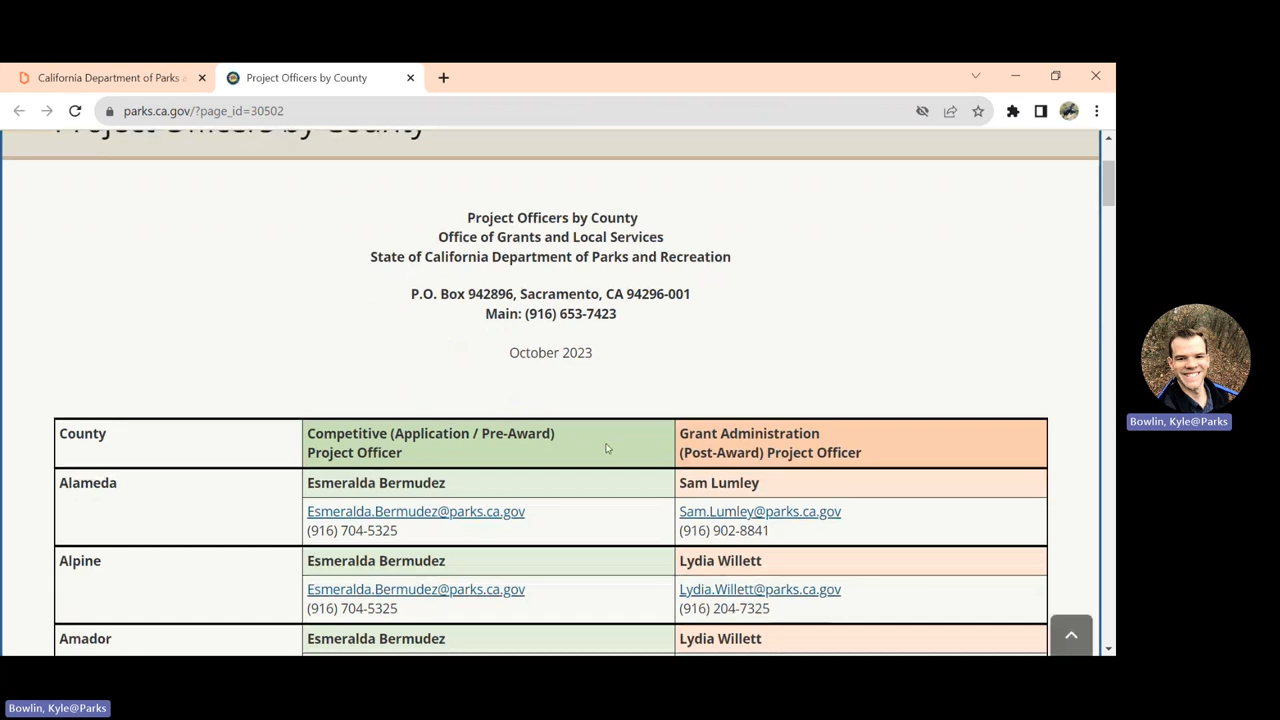 California Department of Parks a
Project Officers by County
parks.ca.gov/?page_id=30502
Project Officers by County
Project Officers by County
Office of Grants and Local Services
State of California Department of Parks and Recreation
P.O. Box 942896, Sacramento, CA 94296-001
Main: (916) 653-7423
October 2023
County
Competitive (Application / Pre-Award)
Project Officer
Grant Administration
(Post-Award) Project Officer
Alameda
Esmeralda Bermudez
Sam Lumley
Esmeralda.Bermudez@parks.ca.gov
(916) 704-5325
Sam.Lumley@parks.ca.gov
(916) 902-8841
Alpine
Esmeralda Bermudez
Lydia Willett
Esmeralda.Bermudez@parks.ca.gov
(916) 704-5325
Lydia.Willett@parks.ca.gov
(916) 204-7325
Amador
Esmeralda Bermudez
Lydia Willett
Bowlin, Kyle@Parks
Bowlin, Kyle@Parks